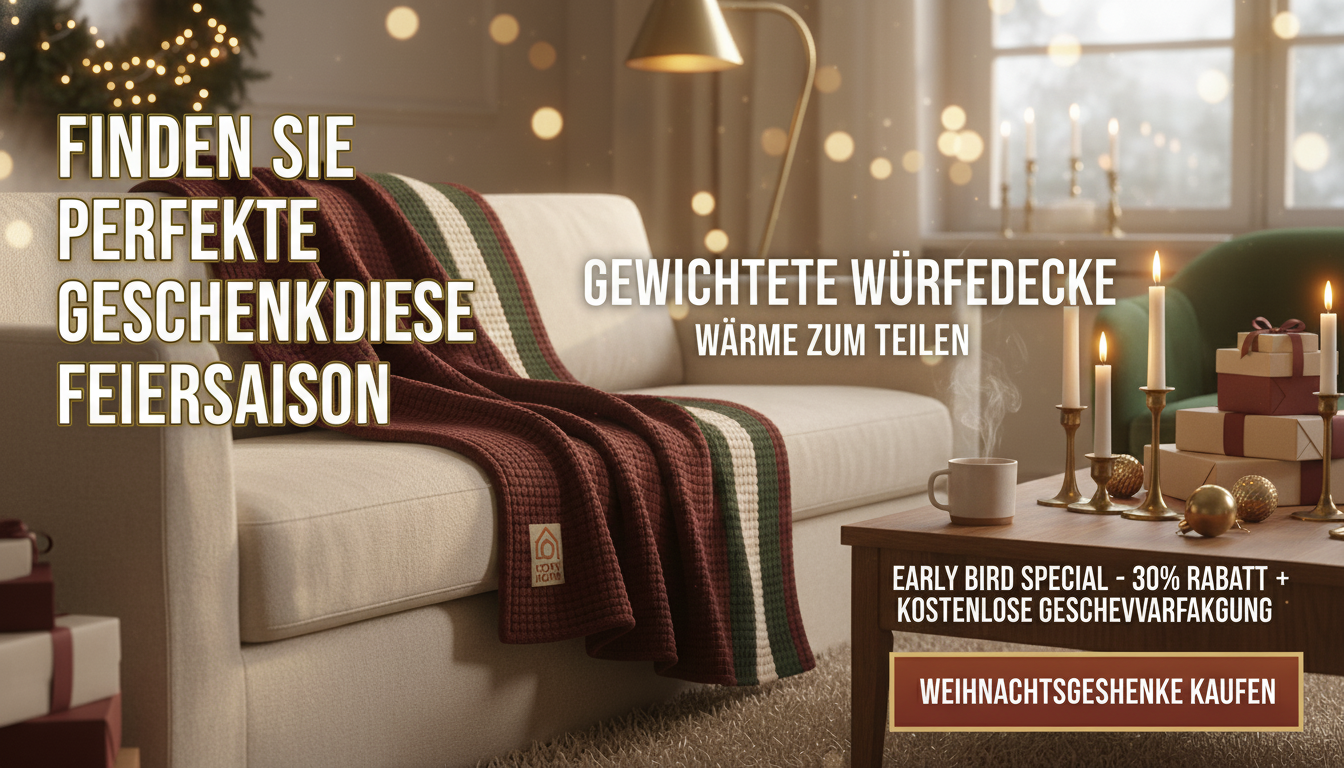 FINDEN SIE
PERFEKTE
GESCHENKDIESE
FEIERSAISON
GEWICHTETE WÜRFEDECKE
WÄRME ZUM TEILEN
EARLY BIRD SPECIAL - 30% RABATT +
KOSTENLOSE GESCHEVVARFAKGUNG
WEIHNACHTSGESHENKE KAUFEN